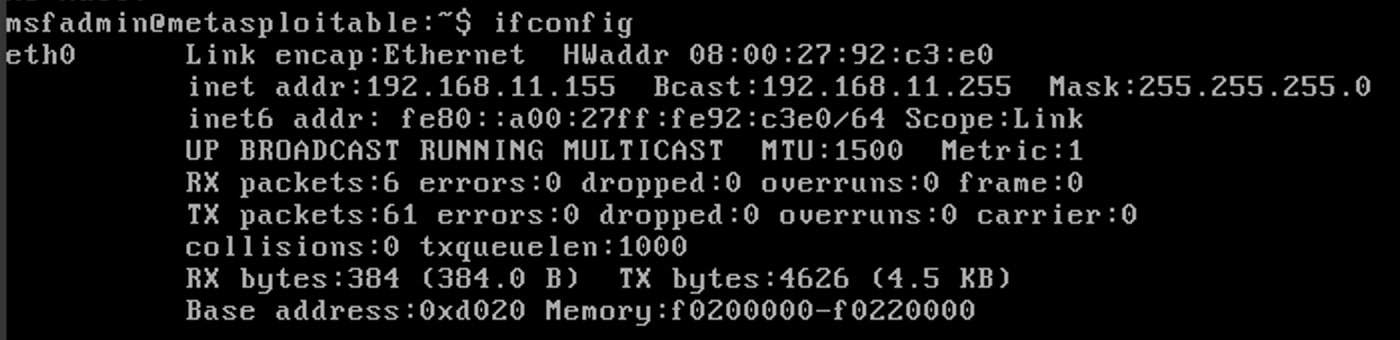 msfadmin@metasploitable:~$ ifconfig
eth0      Link encap:Ethernet  HWaddr 08:00:27:92:c3:e0
          inet addr:192.168.11.155  Bcast:192.168.11.255  Mask:255.255.255.0
          inet6 addr: fe80::a00:27ff:fe92:c3e0/64 Scope:Link
          UP BROADCAST RUNNING MULTICAST  MTU:1500  Metric:1
          RX packets:6 errors:0 dropped:0 overruns:0 frame:0
          TX packets:61 errors:0 dropped:0 overruns:0 carrier:0
          collisions:0 txqueuelen:1000
          RX bytes:384 (384.0 B)  TX bytes:4626 (4.5 KB)
          Base address:0xd020 Memory:f0200000-f0220000